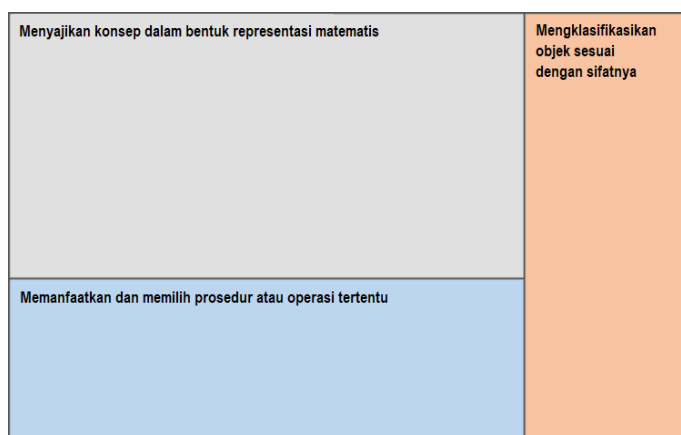 Menyajikan konsep dalam bentuk representasi matematis
Mengklasifikasikan
objek sesuai
dengan sifatnya
Memanfaatkan dan memilih prosedur atau operasi tertentu